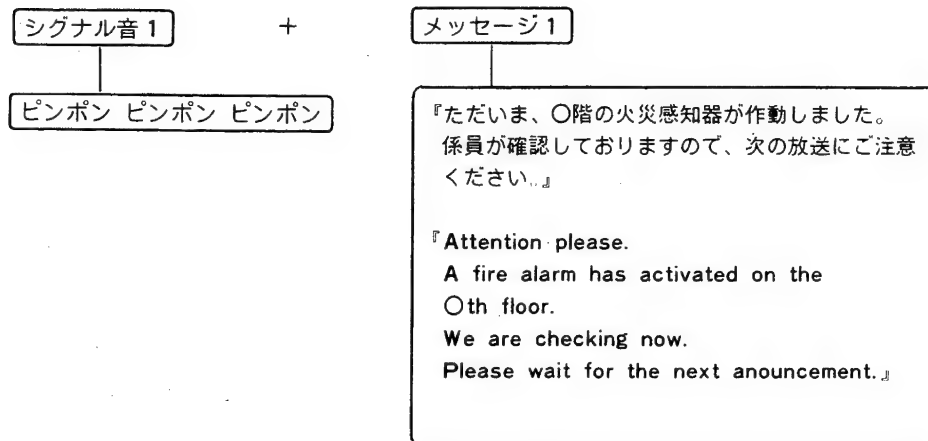 シグナル音1 + メッセージ1
ピンポン ピンポン ピンポン
『ただいま、〇階の火災感知器が作動しました。
係員が確認しておりますので、次の放送にご注意
ください。』
『Attention please.
A fire alarm has activated on the
〇th floor.
We are checking now.
Please wait for the next anouncement.』